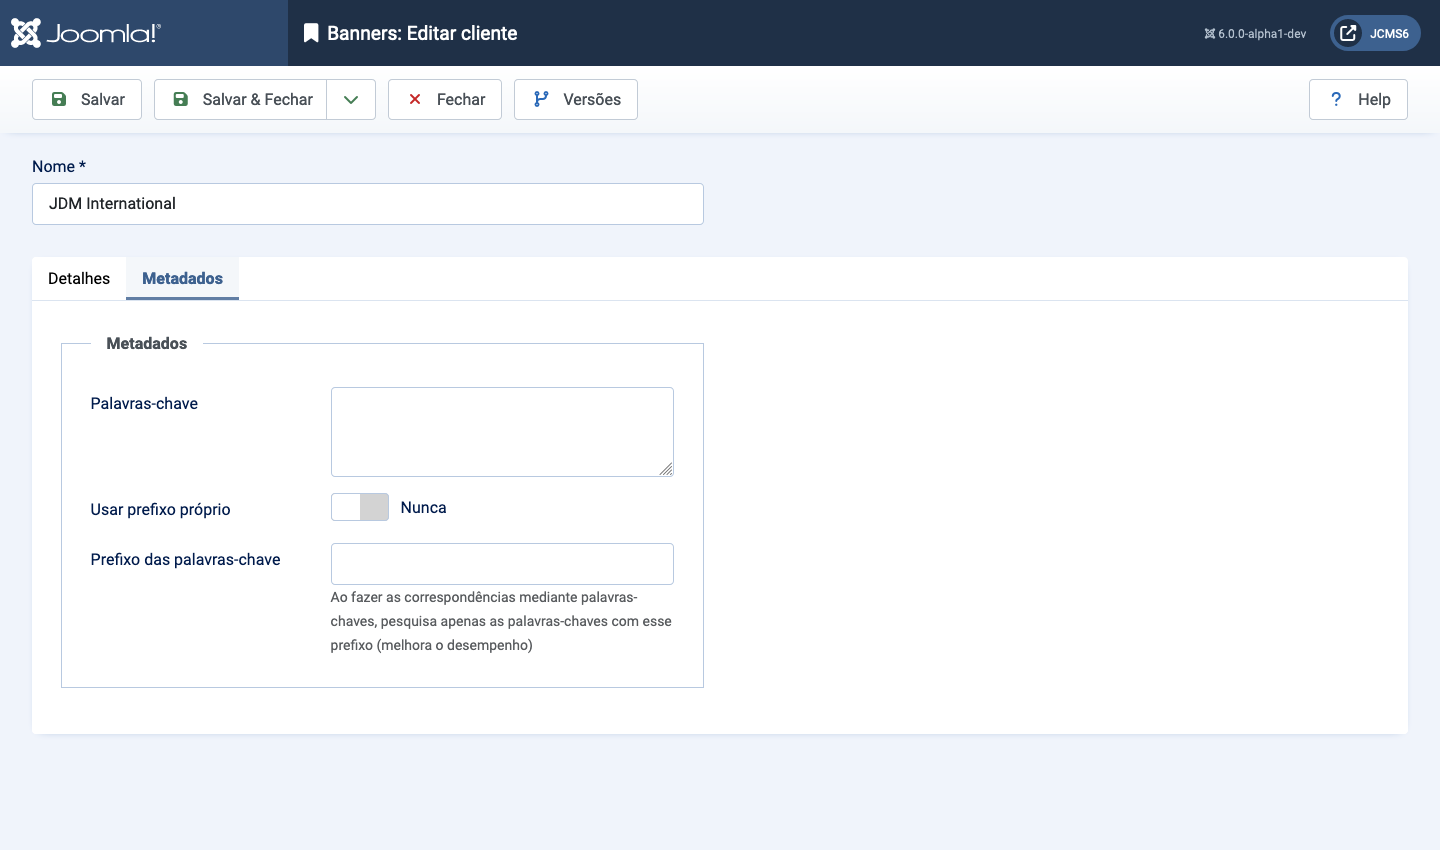 Joomla!®
Banners: Editar cliente
6.0.0-alpha1-dev
JCMS6
Salvar
Salvar & Fechar
Fechar
Versões
? Help
Nome *
JDM International
Detalhes
Metadados
Metadados
Palavras-chave
Usar prefixo próprio
Nunca
Prefixo das palavras-chave
Ao fazer as correspondências mediante palavras-
chaves, pesquisa apenas as palavras-chaves com esse
prefixo (melhora o desempenho)